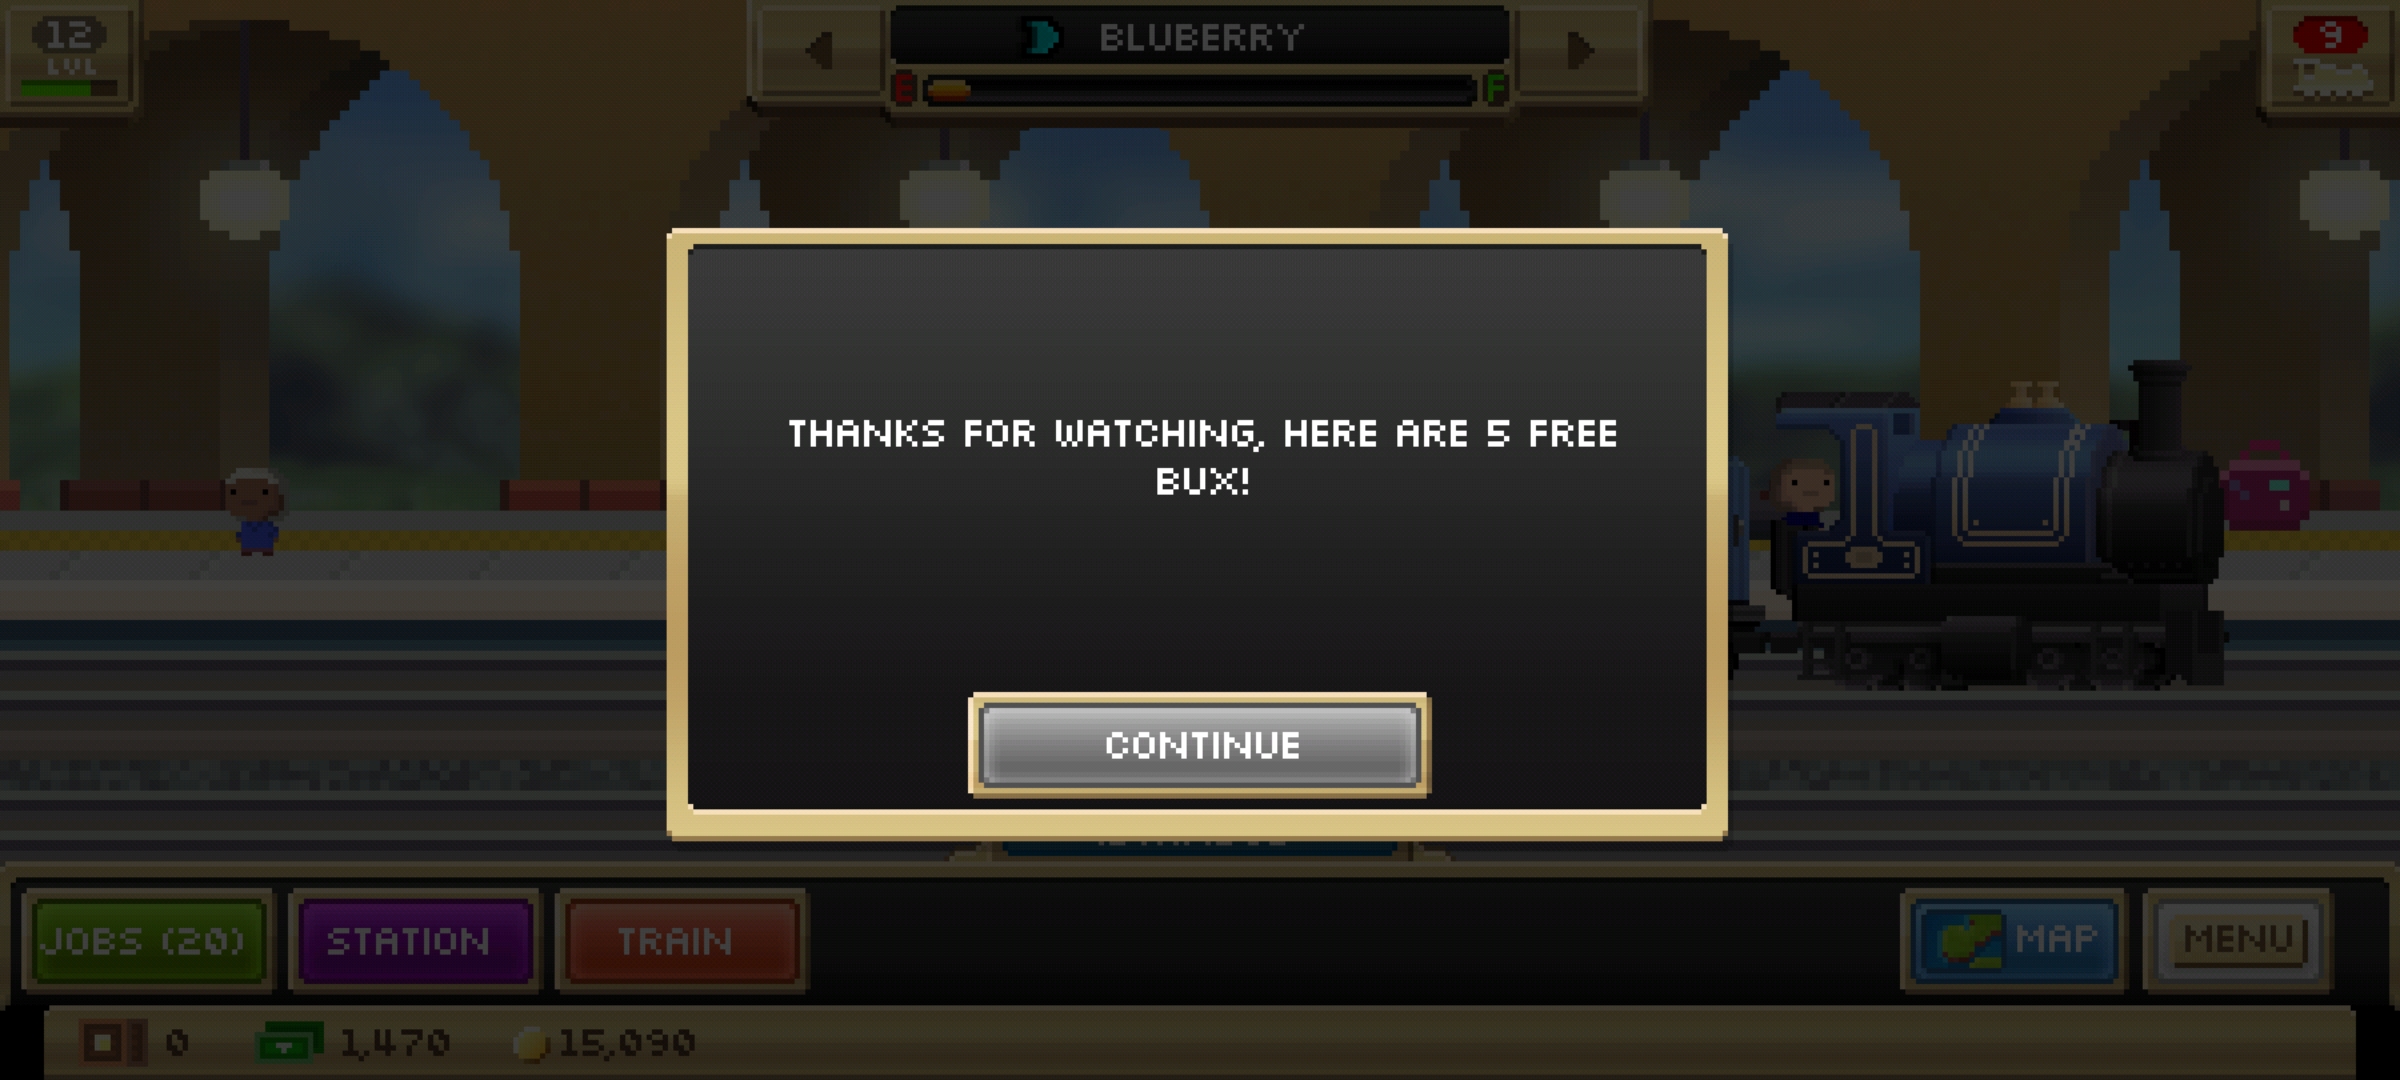 12
LVL
BLUBERRY
E
F
9
THANKS FOR WATCHING, HERE ARE 5 FREE
BUX!
CONTINUE
JOBS (20)
STATION
TRAIN
MAP
MENU
0
1,470
15,090